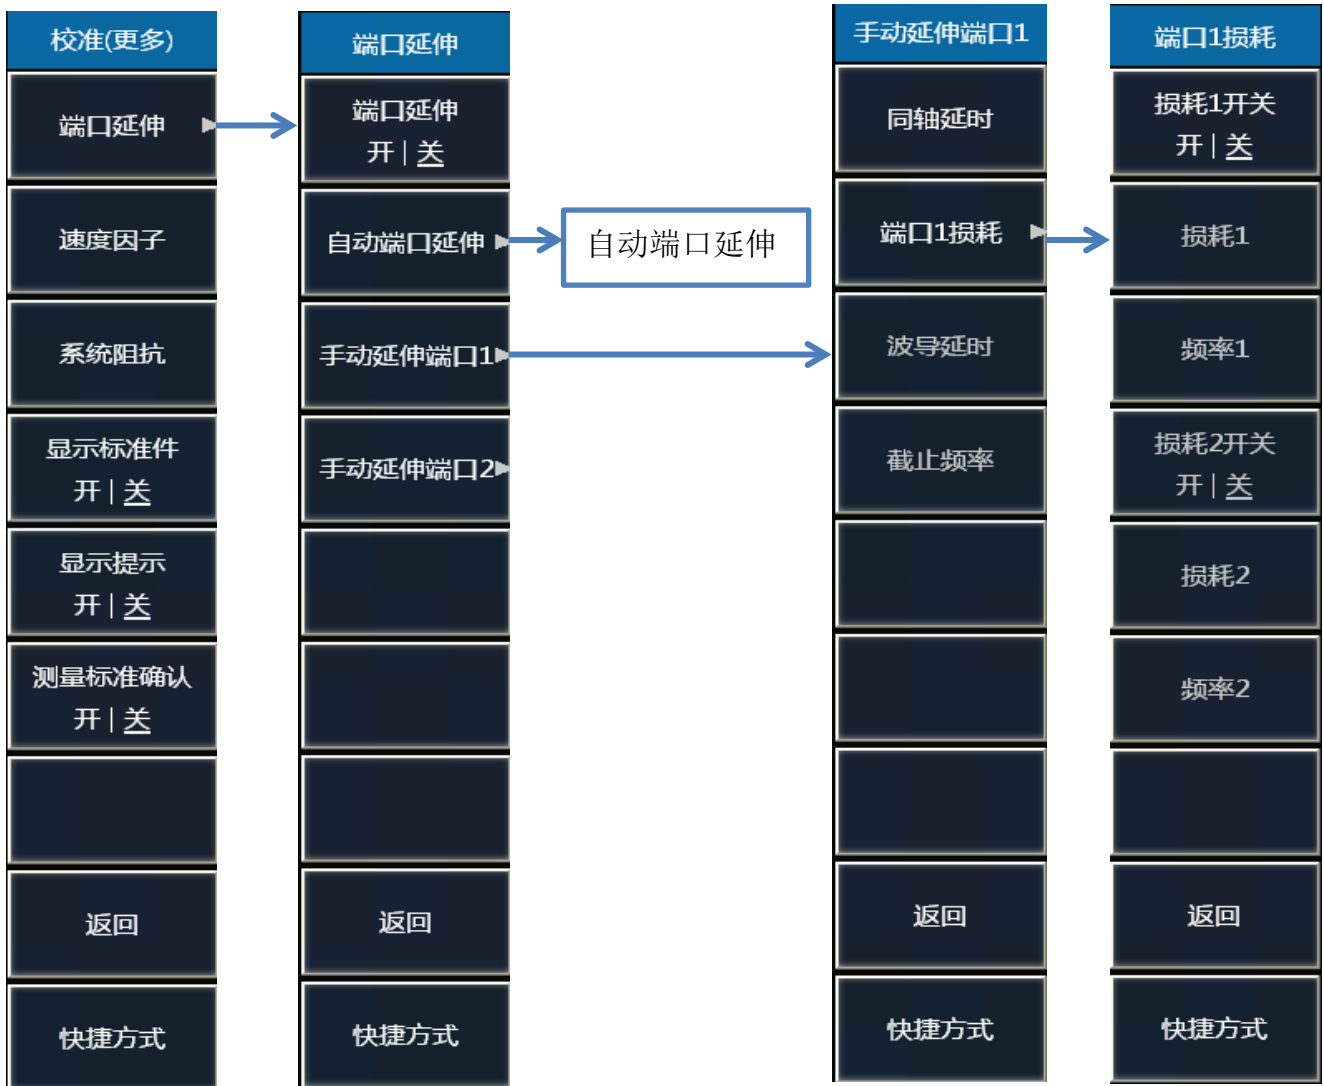 校准(更多)
端口延伸
速度因子
系统阻抗
显示标准件
开 | 关
显示提示
开 | 关
测量标准确认
开 | 关
返回
快捷方式
端口延伸
端口延伸
开 | 关
自动端口延伸
手动延伸端口1
手动延伸端口2
返回
快捷方式
自动端口延伸
手动延伸端口1
同轴延时
端口1损耗
波导延时
截止频率
返回
快捷方式
端口1损耗
损耗1开关
开 | 关
损耗1
频率1
损耗2开关
开 | 关
损耗2
频率2
返回
快捷方式